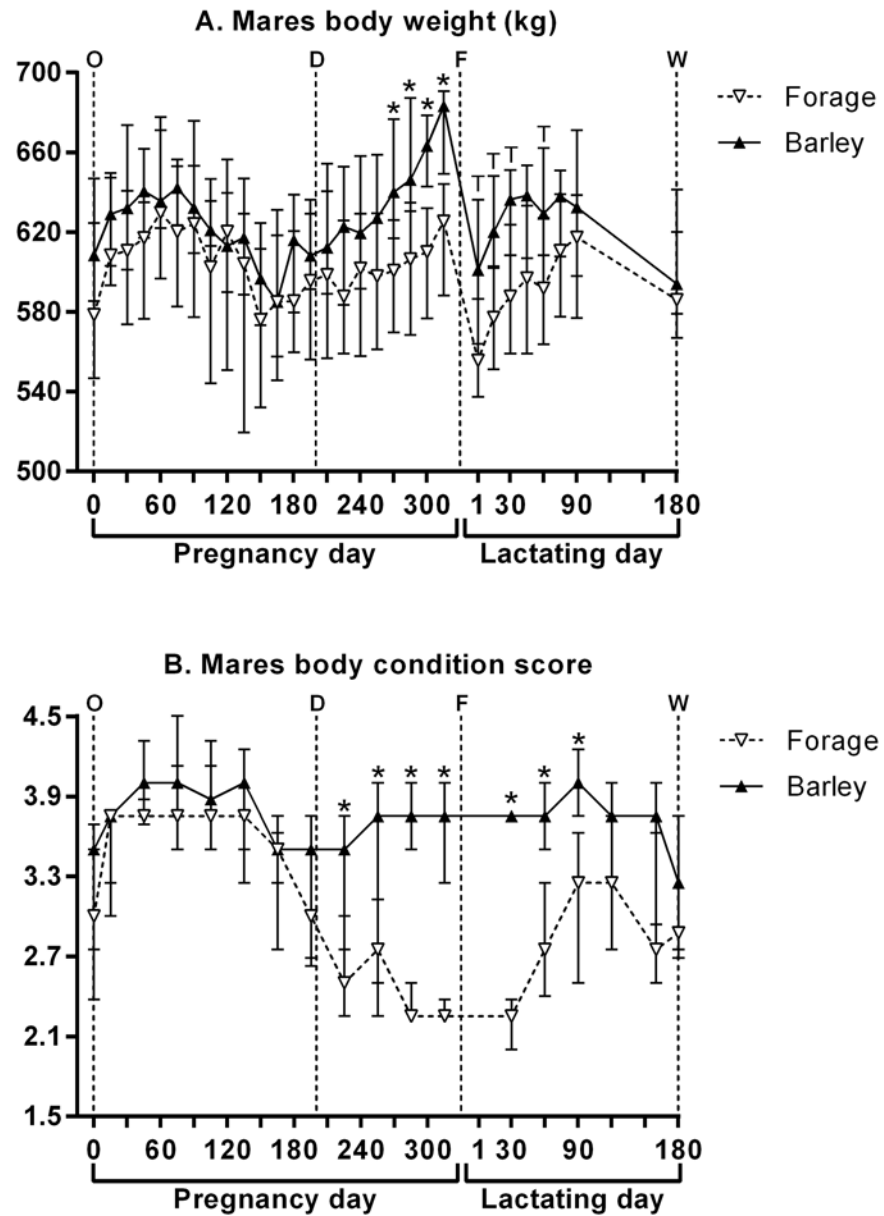 A. Mares body weight (kg)
O D F W
700
660
620
580
540
500
* * * *
T T T T
Forage
Barley
0 60 120 180 240 300 1 30 90 180
Pregnancy day Lactating day
B. Mares body condition score
O D F W
4.5
3.9
3.3
2.7
2.1
1.5
* * * * * * *
Forage
Barley
0 60 120 180 240 300 1 30 90 180
Pregnancy day Lactating day